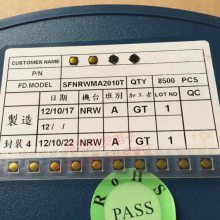 CUSTOMER NAME
P/N
FD.MODEL SFNRWMA2010T QTY 8500 PCS
日期 機台 班別 加工者 LOT NO QC
製造 12/10/17 NRW A GT 1
12/ /
封裝4 12/10/22 NRW A GT 1
RoHS
PASS